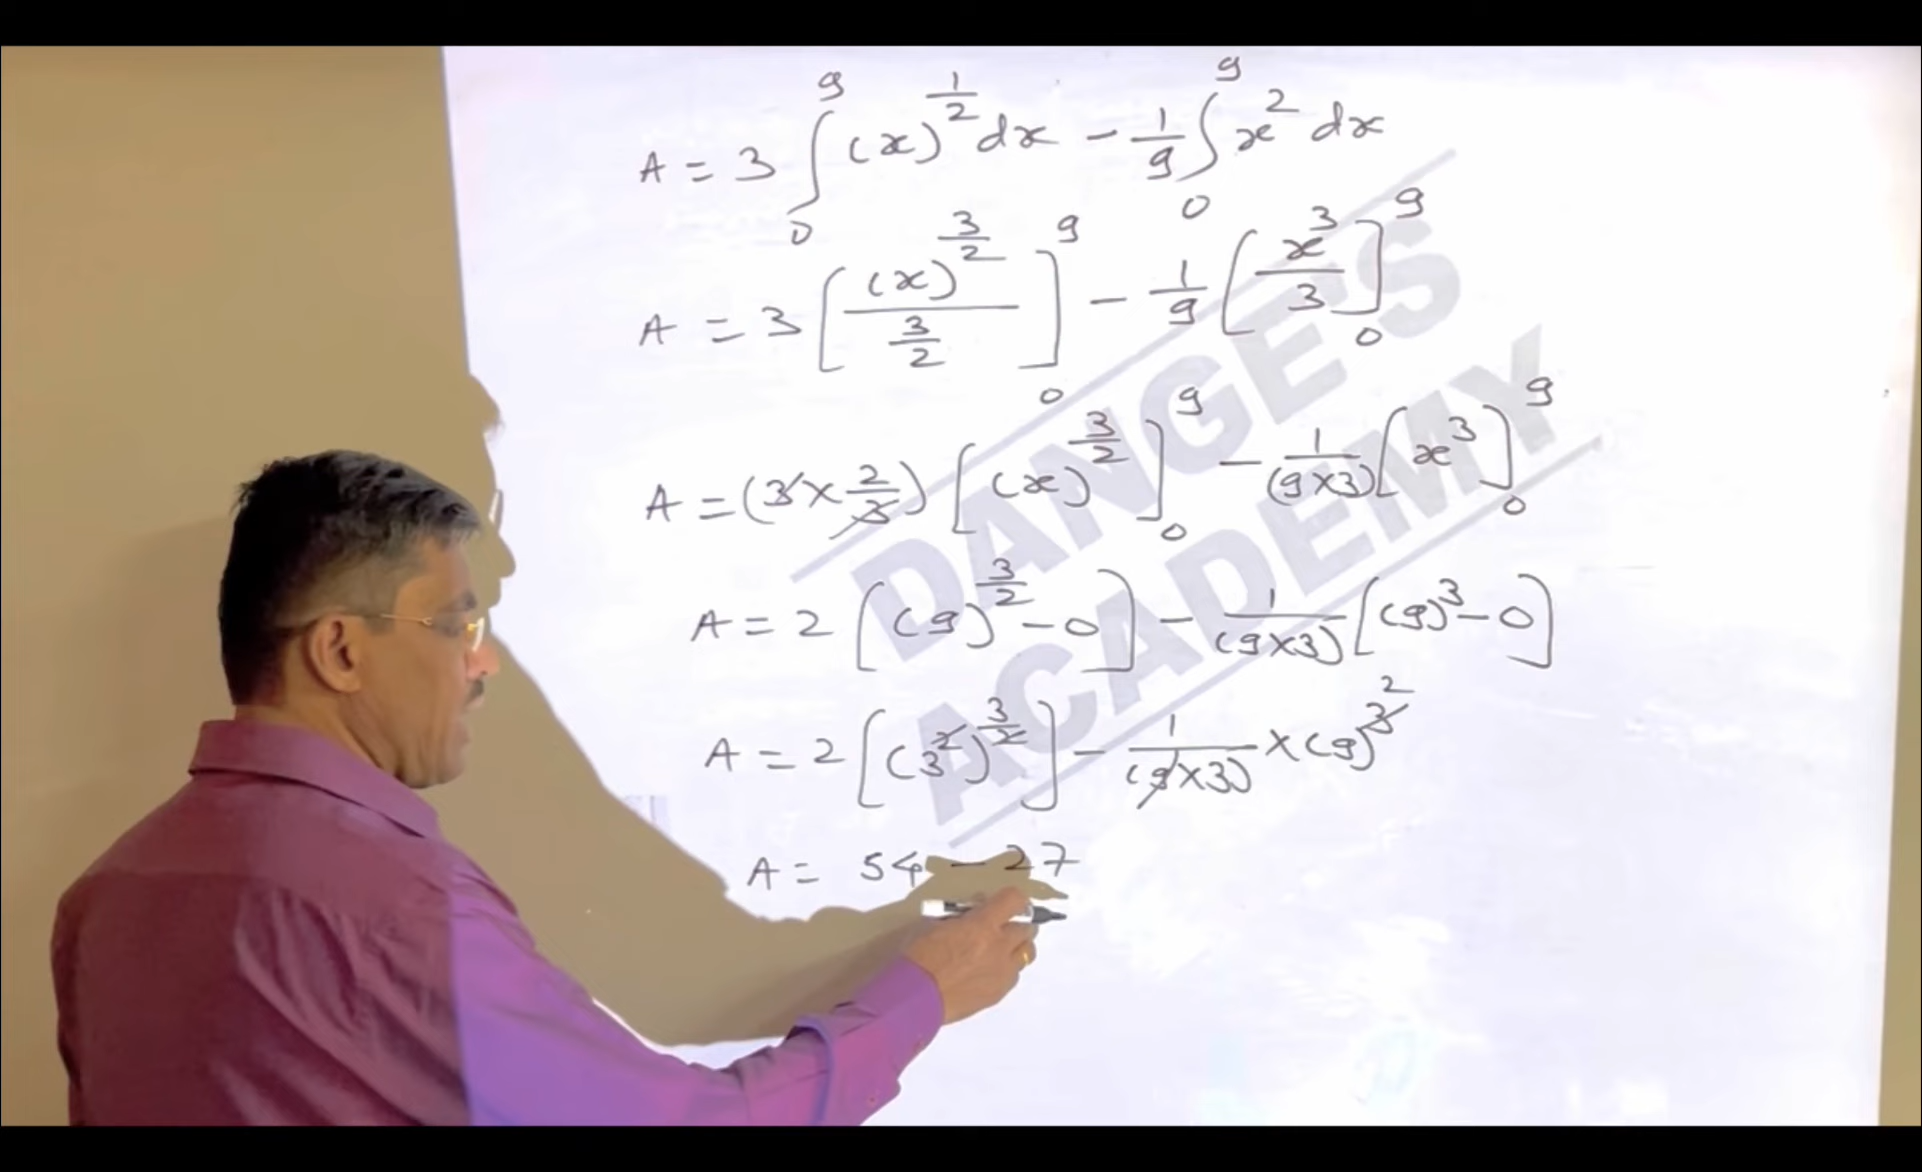 A = 3 ∫₀⁹ (x)^(1/2) dx - 1/9 ∫₀⁹ x² dx
A = 3 [(x)^(3/2) / (3/2)]₀⁹ - 1/9 [x³/3]₀⁹
A = (3 × 2/3) [(x)^(3/2)]₀⁹ - 1/(9×3) [x³]₀⁹
A = 2 [(9)^(3/2) - 0] - 1/(9×3) [(9)³ - 0]
A = 2 [(3²)^(3/2)] - 1/(9×3) × (9)³ ²
A = 54 - 27
DANGE'S
ACADEMY